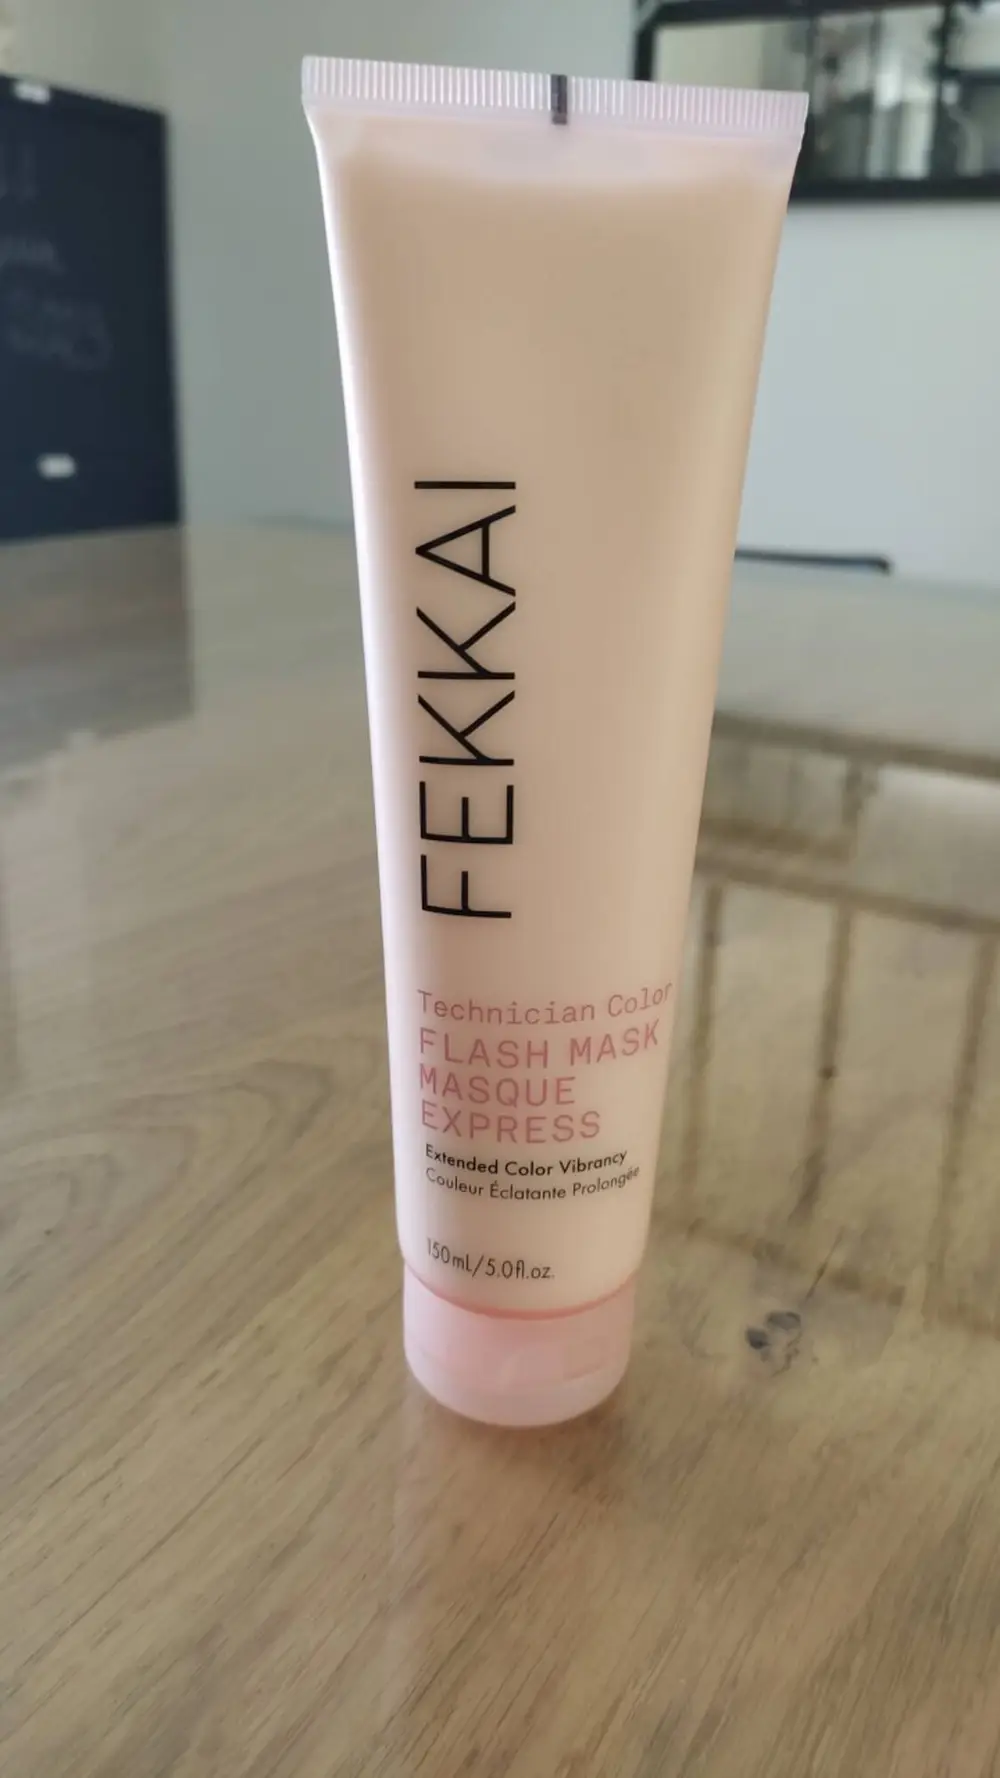 FEKKAI
Technician Color
FLASH MASK
MASQUE
EXPRESS
Extended Color Vibrancy
Couleur Éclatante Prolongée
150mL/5.0fl.oz.